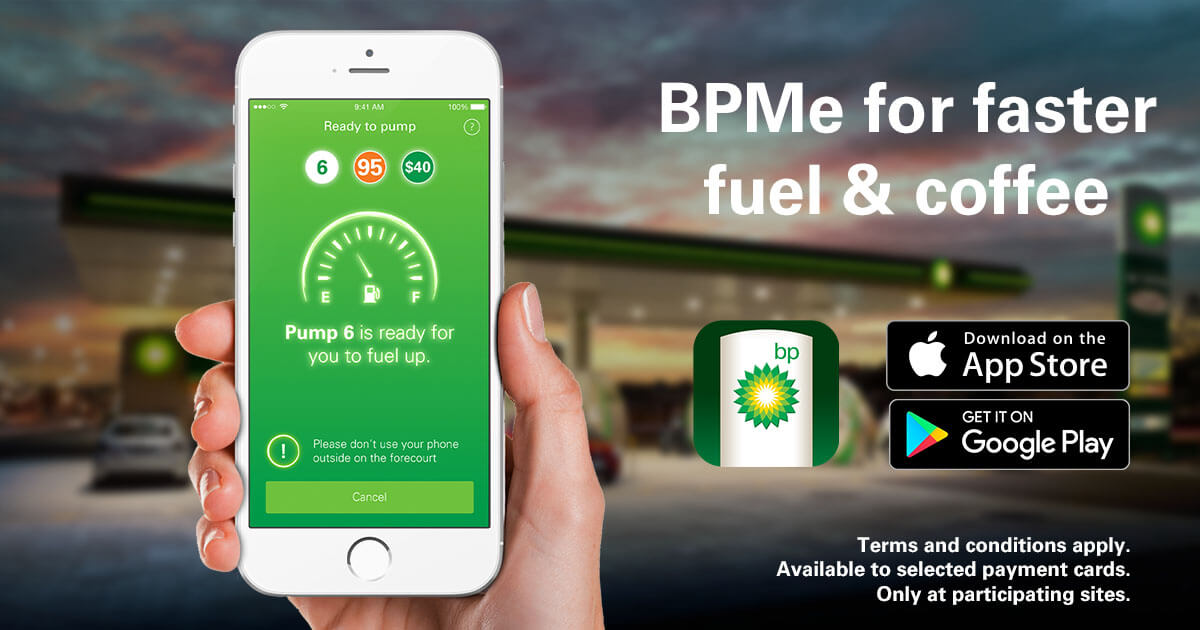 9:41 AM
100%
Ready to pump
?
6
95
$40
E
F
Pump 6 is ready for
you to fuel up.
!
Please don't use your phone
outside on the forecourt
Cancel
BPMe for faster
fuel & coffee
bp
Download on the
App Store
GET IT ON
Google Play
Terms and conditions apply.
Available to selected payment cards.
Only at participating sites.